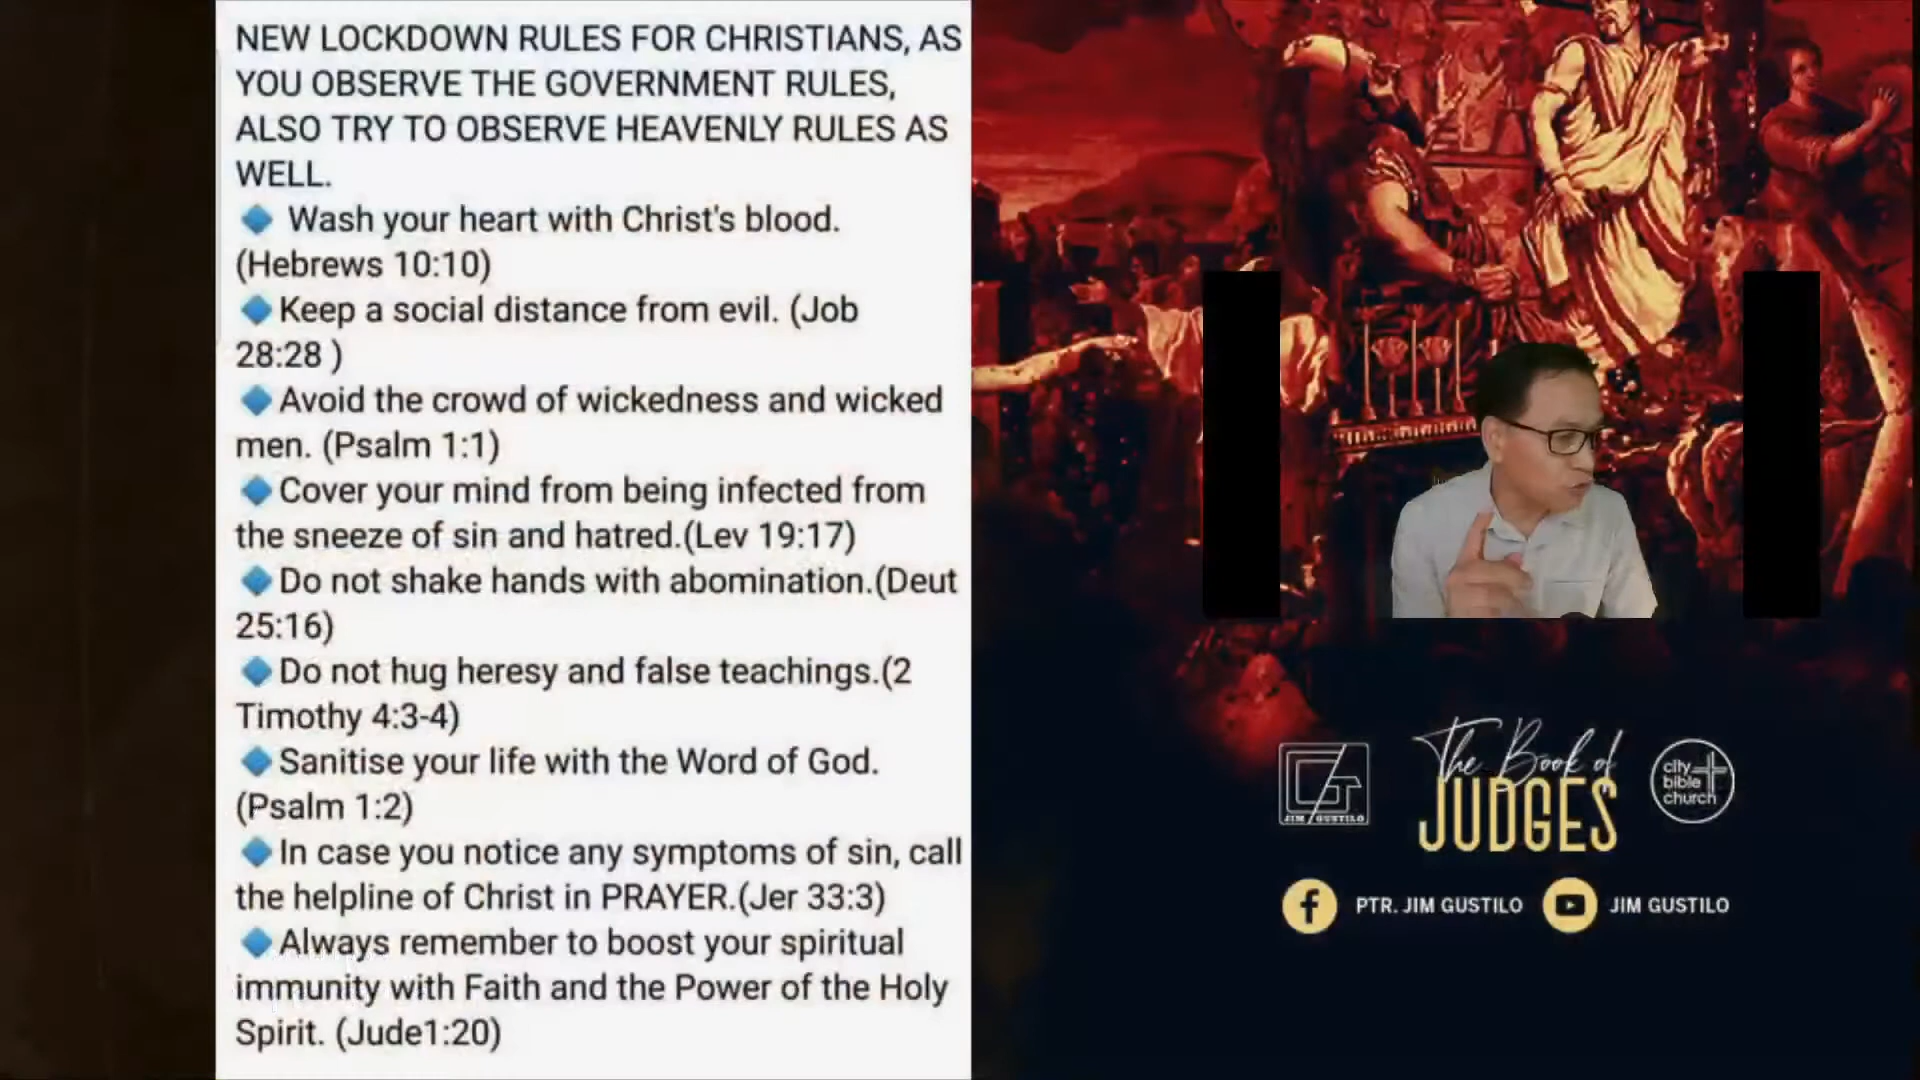 NEW LOCKDOWN RULES FOR CHRISTIANS, AS
YOU OBSERVE THE GOVERNMENT RULES,
ALSO TRY TO OBSERVE HEAVENLY RULES AS
WELL.
🔷 Wash your heart with Christ's blood.
(Hebrews 10:10)
🔷Keep a social distance from evil. (Job
28:28 )
🔷Avoid the crowd of wickedness and wicked
men. (Psalm 1:1)
🔷Cover your mind from being infected from
the sneeze of sin and hatred.(Lev 19:17)
🔷Do not shake hands with abomination.(Deut
25:16)
🔷Do not hug heresy and false teachings.(2
Timothy 4:3-4)
🔷Sanitise your life with the Word of God.
(Psalm 1:2)
🔷In case you notice any symptoms of sin, call
the helpline of Christ in PRAYER.(Jer 33:3)
🔷Always remember to boost your spiritual
immunity with Faith and the Power of the Holy
Spirit. (Jude1:20)
JIM GUSTILO
The Book of
JUDGES
city
bible
church
PTR. JIM GUSTILO
JIM GUSTILO